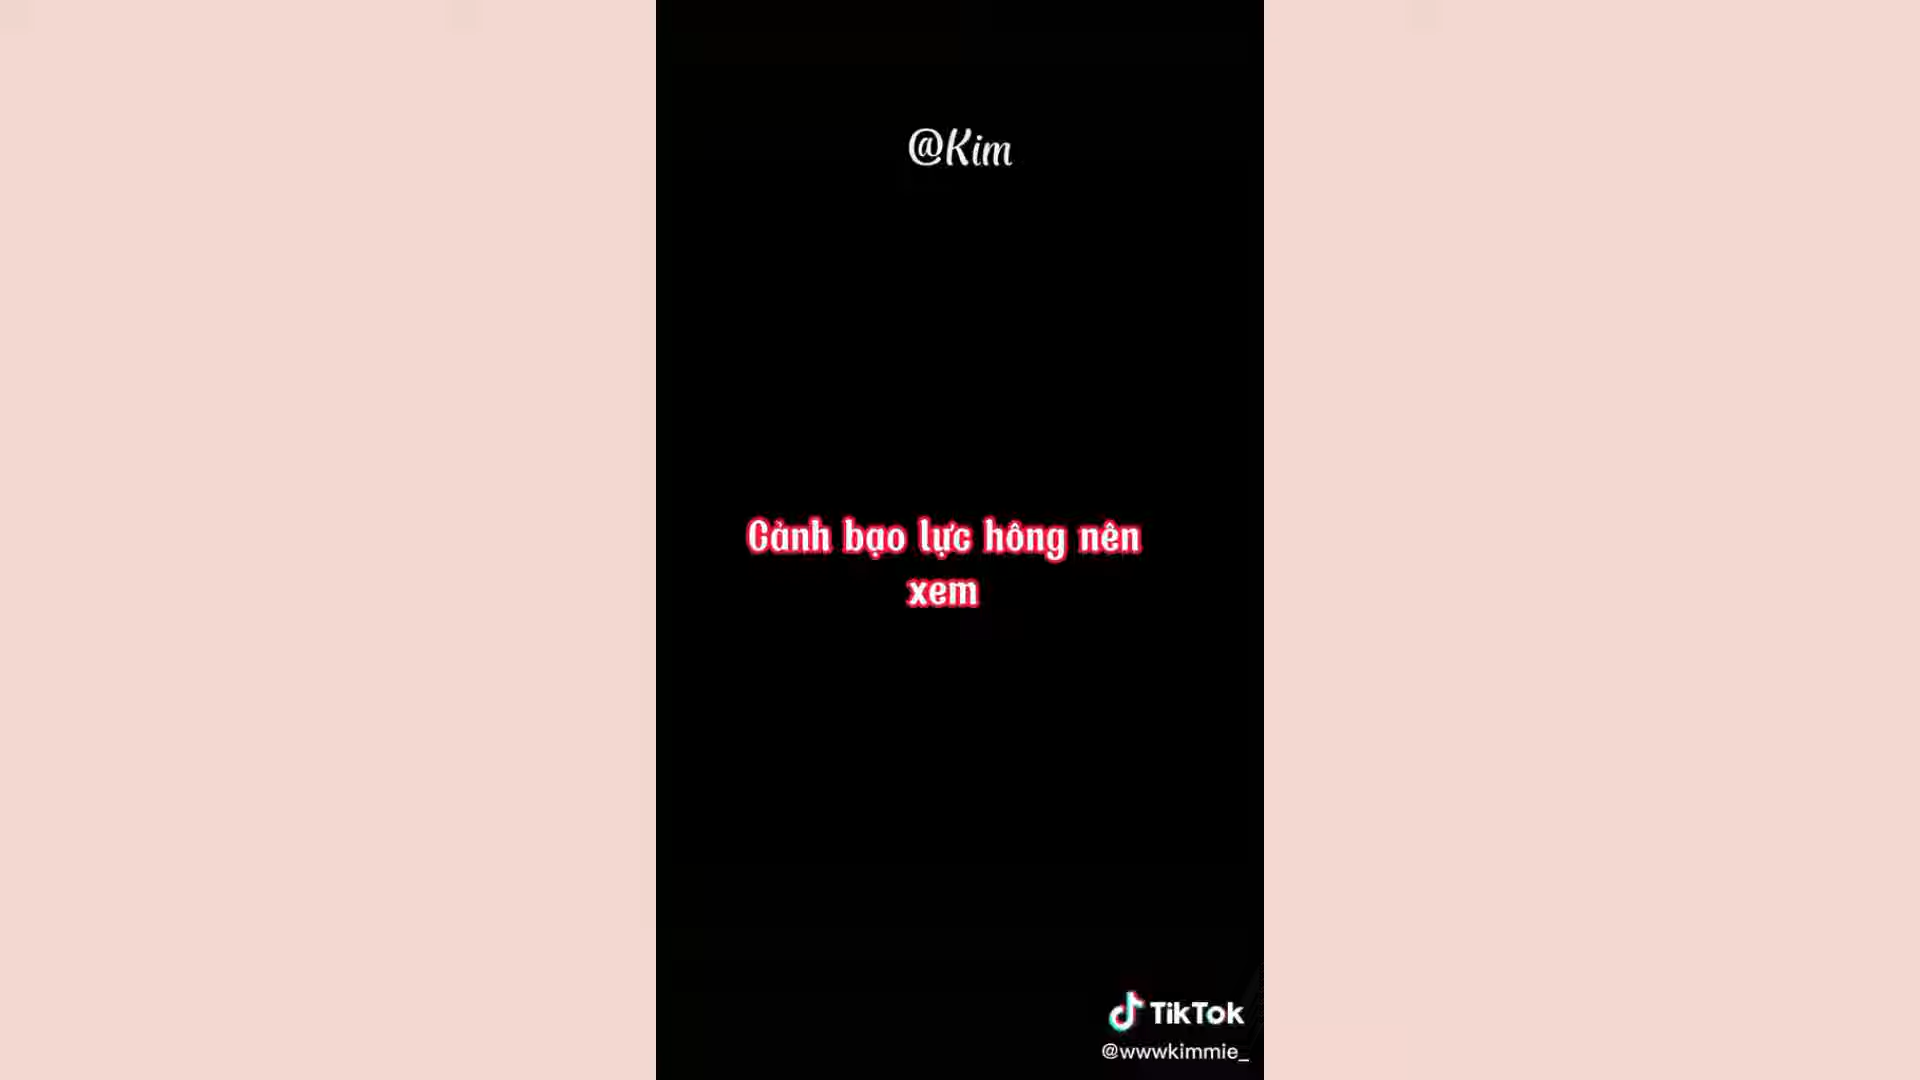 @Kim
Cảnh bạo lực hông nên
xem
TikTok
@wwwkimmie_